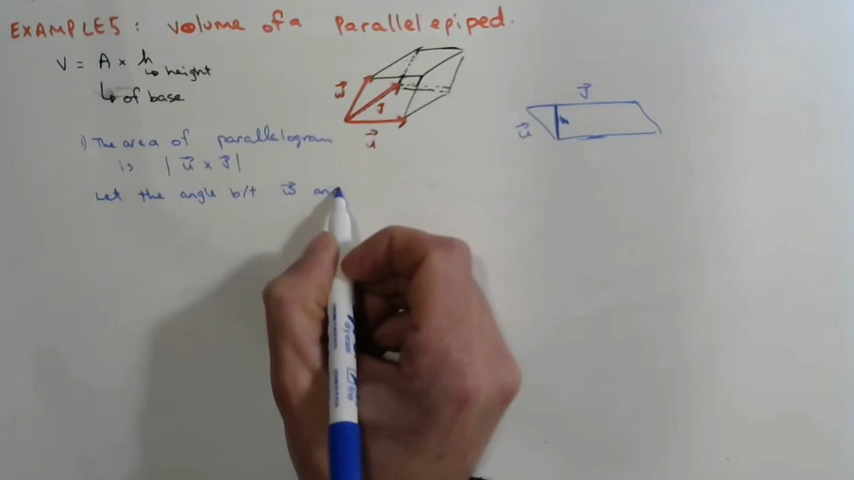 EXAMPLE 5: Volume of a Parallelepiped.
V = A × h
↳ height
↳ of base
w⃗
v⃗
u⃗
v⃗
u⃗
h
1) The area of parallelogram
is | u⃗ × v⃗ |
Let the angle b/t w⃗ an